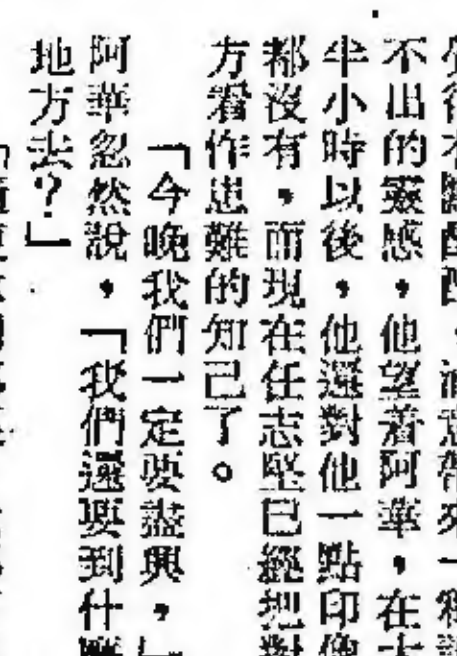 不出的靈感，他望着阿華，在
半小時以後，他還對他一點印像
都沒有，而現在任志堅已經把對
方看作患難的知己了。
「今晚我們一定要盡興，」
阿華忽然說，「我們還要到什麼
地方去？」